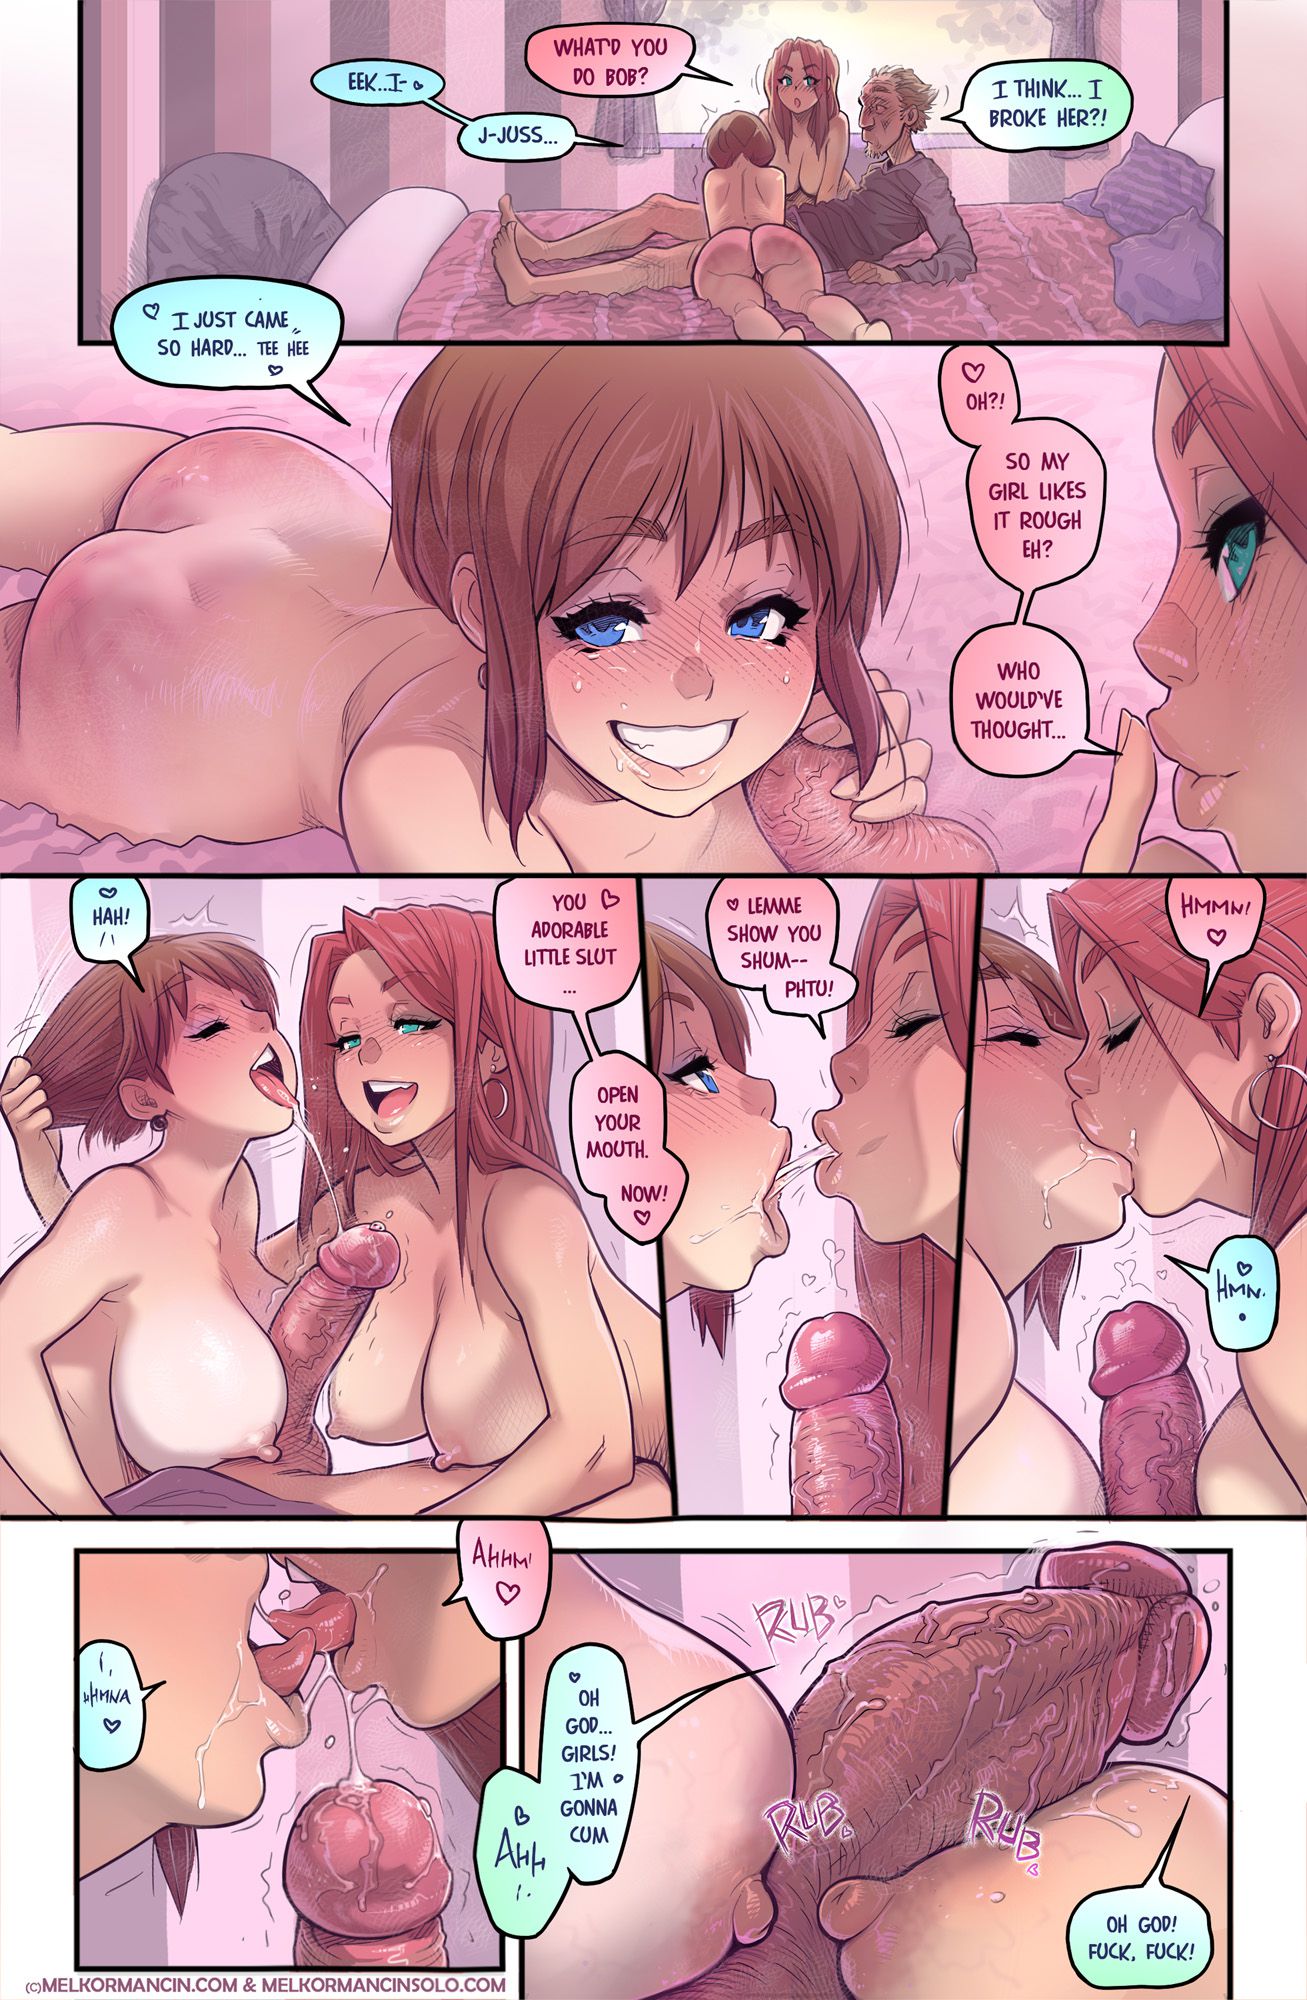 WHAT'D YOU
DO BOB?
EEK...I-
J-JUSS...
I THINK... I
BROKE HER?!
I JUST CAME
SO HARD... TEE HEE
OH?!
SO MY
GIRL LIKES
IT ROUGH
EH?
WHO
WOULD'VE
THOUGHT...
HAH!
YOU
ADORABLE
LITTLE SLUT
...
OPEN
YOUR
MOUTH.
NOW!
LEMME
SHOW YOU
SHUM--
PHTU!
HMMN!
HMN.
AHHM!
HHMNA
RUB
OH
GOD...
GIRLS!
I'M
GONNA
CUM
AHH
RUB
RUB
OH GOD!
FUCK, FUCK!
(C)MELKORMANCIN.COM & MELKORMANCINSOLO.COM